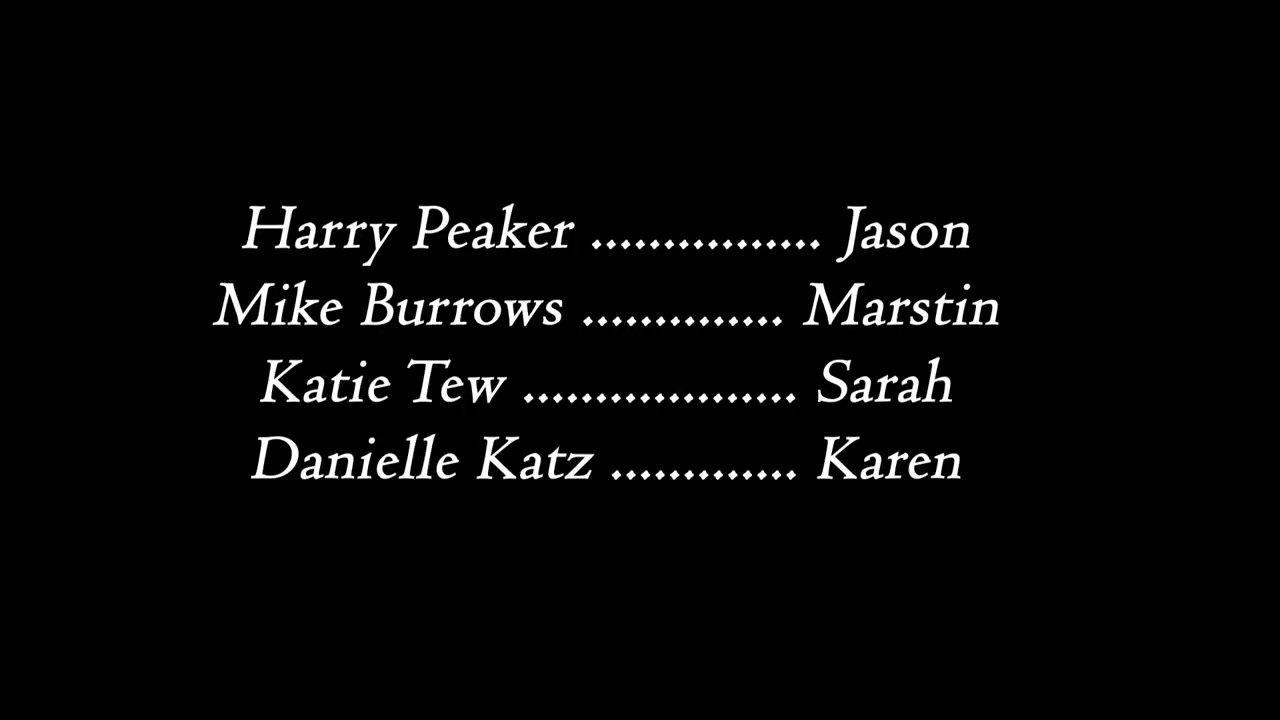 Harry Peaker ................ Jason
Mike Burrows .............. Marstin
Katie Tew ................... Sarah
Danielle Katz ............. Karen